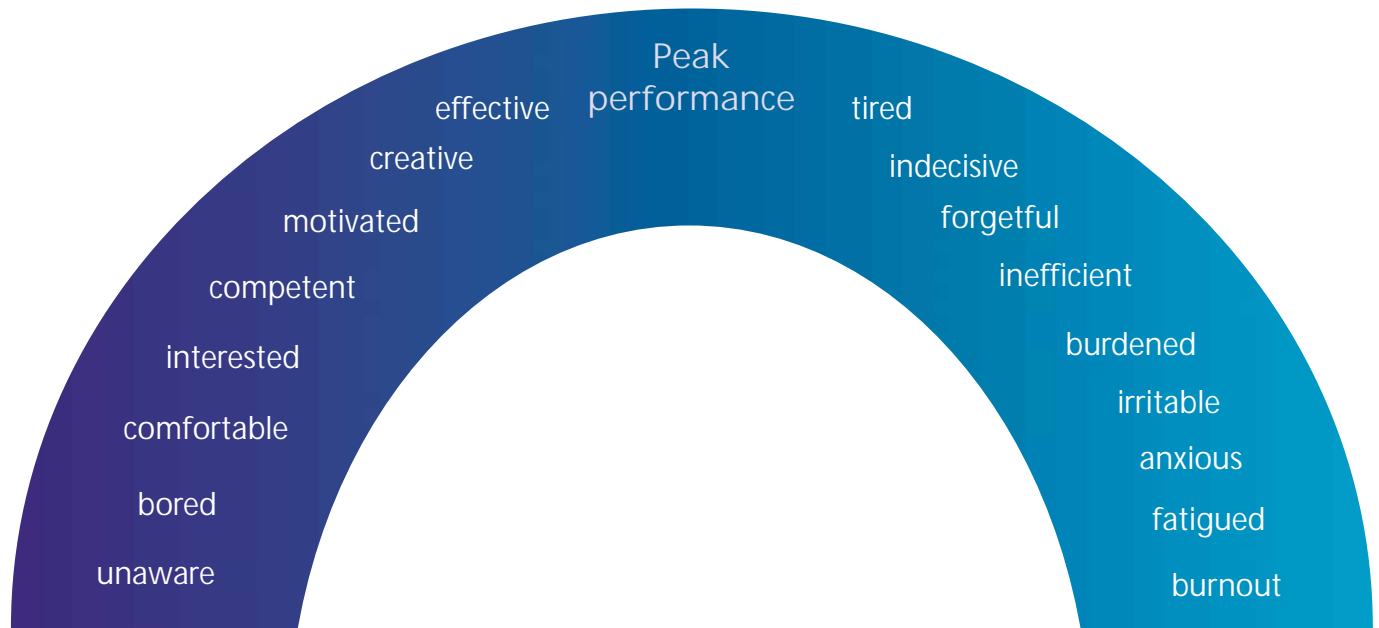 Peak
performance
effective
creative
motivated
competent
interested
comfortable
bored
unaware
tired
indecisive
forgetful
inefficient
burdened
irritable
anxious
fatigued
burnout